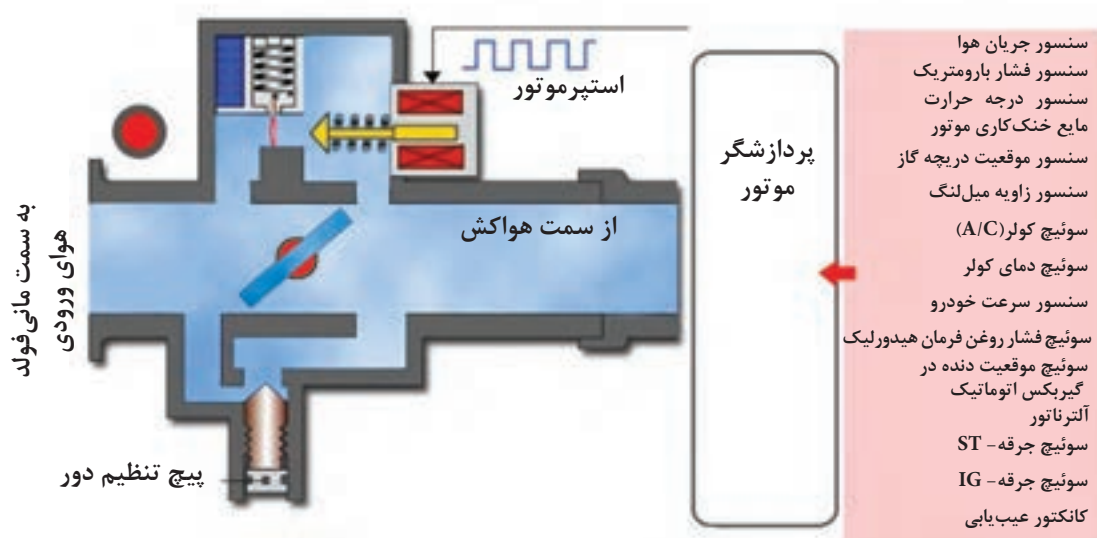 سنسور جریان هوا
سنسور فشار بارومتریک
سنسور درجه حرارت
مایع خنک‌کاری موتور
سنسور موقعیت دریچه گاز
سنسور زاویه میل‌لنگ
سوئیچ کولر(A/C)
سوئیچ دمای کولر
سنسور سرعت خودرو
سوئیچ فشار روغن فرمان هیدورلیک
سوئیچ موقعیت دنده در
گیربکس اتوماتیک
آلترناتور
سوئیچ جرقه- ST
سوئیچ جرقه- IG
کانکتور عیب‌یابی
پردازشگر
موتور
استپرموتور
از سمت هواکش
پیچ تنظیم دور
هوای ورودی
به سمت مانی‌فولد